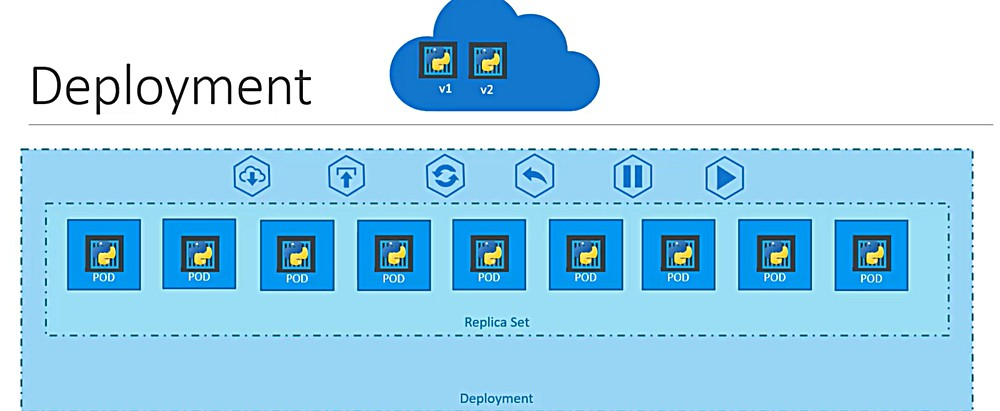 Deployment
v1 v2
POD POD POD POD POD POD POD POD POD
Replica Set
Deployment